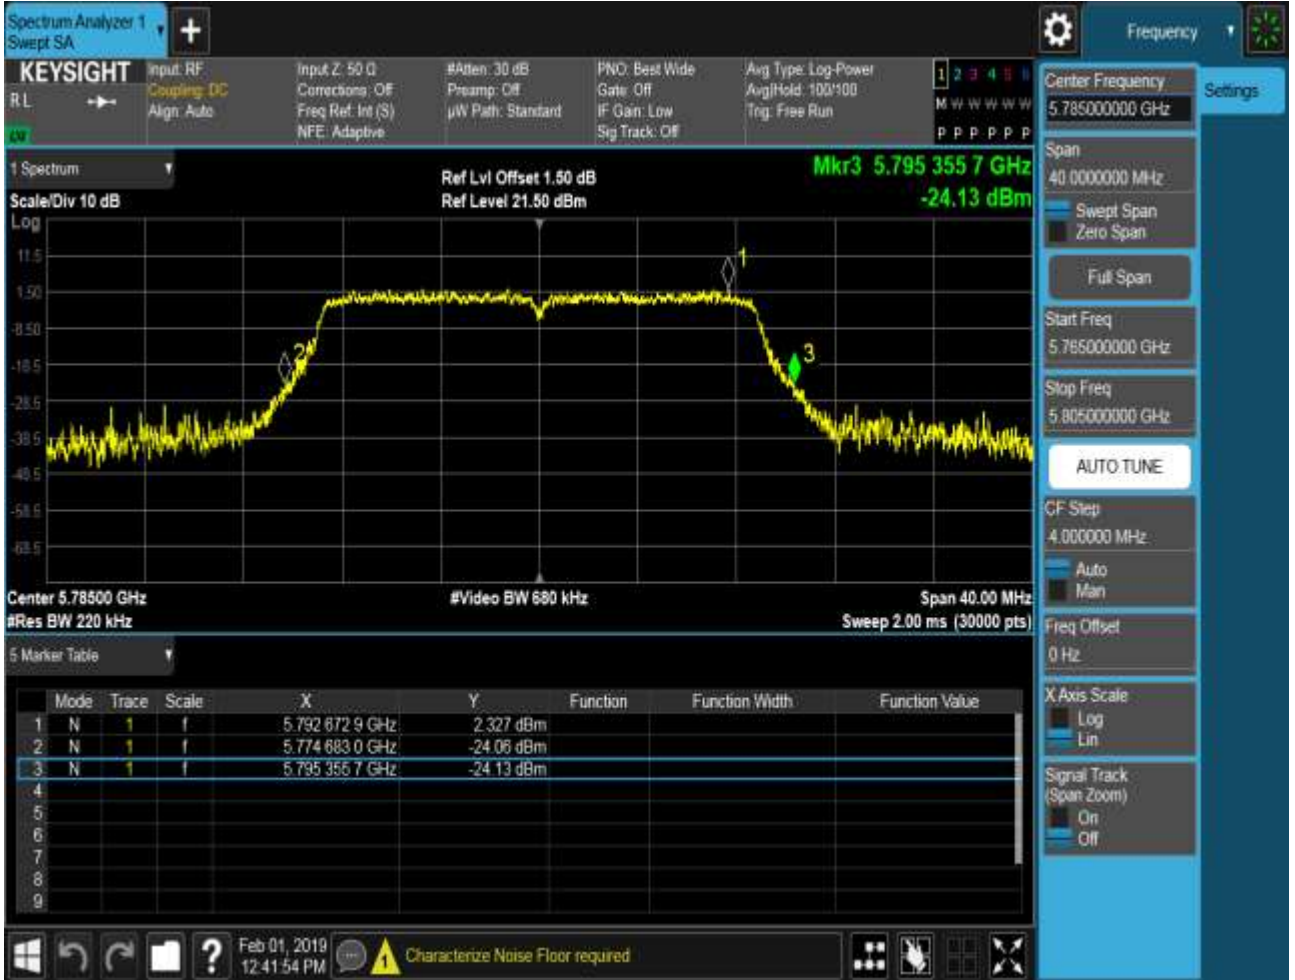 Spectrum Analyzer 1
Swept SA
+
Frequency
KEYSIGHT
RL
Input: RF
Coupling: DC
Align: Auto
Input Z: 50 Ω
Corrections: Off
Freq Ref: Int (S)
NFE: Adaptive
#Atten: 30 dB
Preamp: Off
µW Path: Standard
PNO: Best Wide
Gate: Off
IF Gain: Low
Sig Track: Off
Avg Type: Log-Power
Avg|Hold: 100/100
Trig: Free Run
1 2 3 4 5 6
M W W W W W
P P P P P P
1 Spectrum
Scale/Div 10 dB
Ref Lvl Offset 1.50 dB
Ref Level 21.50 dBm
Mkr3 5.795 355 7 GHz
-24.13 dBm
Log
11.5
1.50
-8.50
-18.5
-28.5
-38.5
-48.5
-58.5
-68.5
1
2
3
Center 5.78500 GHz
#Res BW 220 kHz
#Video BW 680 kHz
Span 40.00 MHz
Sweep 2.00 ms (30000 pts)
5 Marker Table
Mode Trace Scale X Y Function Function Width Function Value
1 N 1 f 5.792 672 9 GHz 2.327 dBm
2 N 1 f 5.774 683 0 GHz -24.06 dBm
3 N 1 f 5.795 355 7 GHz -24.13 dBm
4
5
6
7
8
9
Settings
Center Frequency
5.785000000 GHz
Span
40.0000000 MHz
Swept Span
Zero Span
Full Span
Start Freq
5.765000000 GHz
Stop Freq
5.805000000 GHz
AUTO TUNE
CF Step
4.000000 MHz
Auto
Man
Freq Offset
0 Hz
X Axis Scale
Log
Lin
Signal Track
(Span Zoom)
On
Off
?
Feb 01, 2019
12:41:54 PM
1
Characterize Noise Floor required